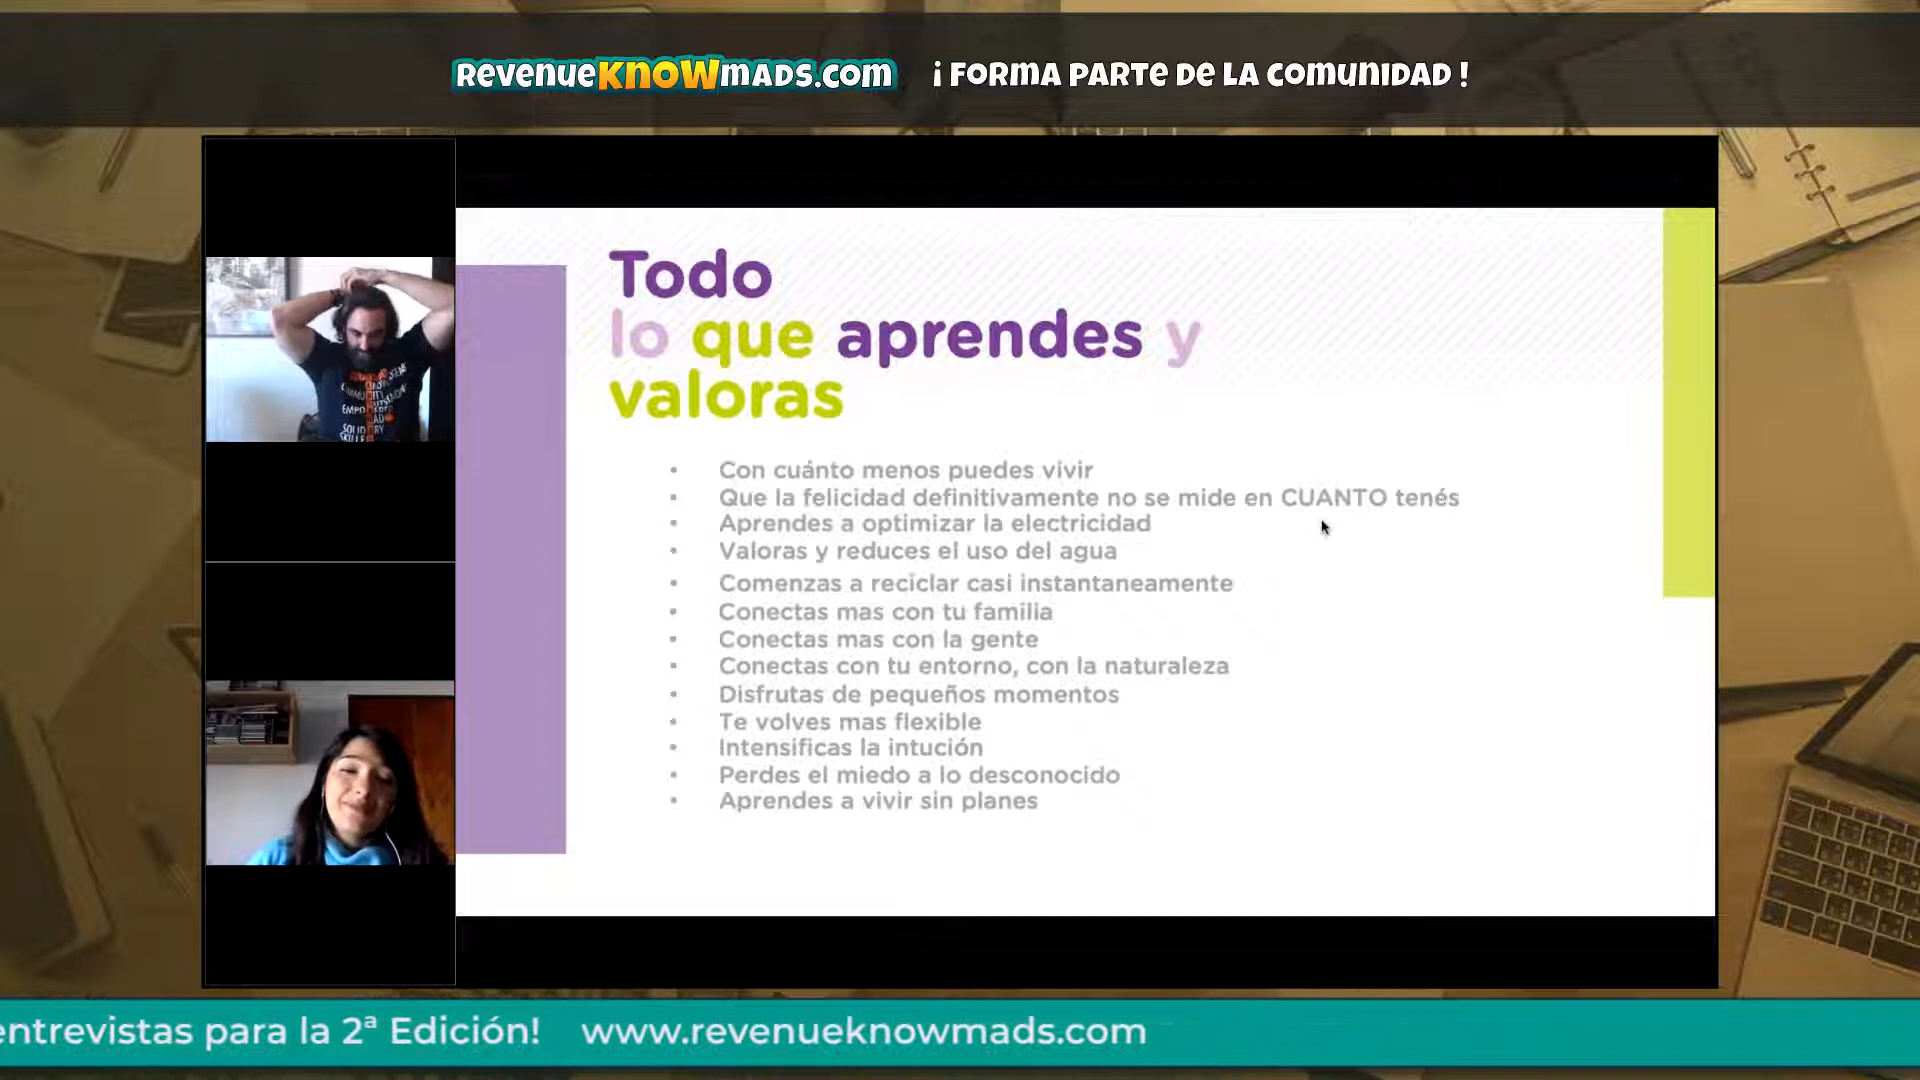 RevenueKNOWmads.com ¡ FORMA PARTE DE LA COMUNIDAD !
Todo
lo que aprendes y
valoras
• Con cuánto menos puedes vivir
• Que la felicidad definitivamente no se mide en CUANTO tenés
• Aprendes a optimizar la electricidad
• Valoras y reduces el uso del agua
• Comenzas a reciclar casi instantaneamente
• Conectas mas con tu familia
• Conectas mas con la gente
• Conectas con tu entorno, con la naturaleza
• Disfrutas de pequeños momentos
• Te volves mas flexible
• Intensificas la intución
• Perdes el miedo a lo desconocido
• Aprendes a vivir sin planes
entrevistas para la 2ª Edición! www.revenueknowmads.com